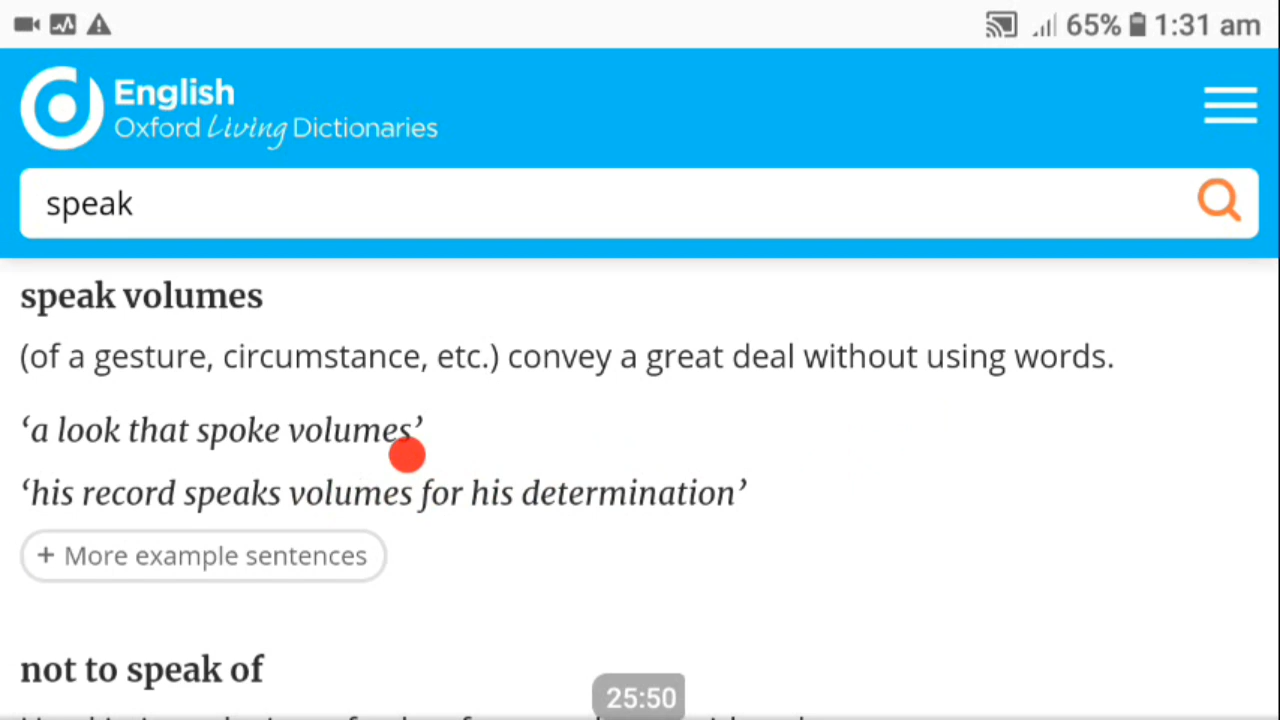 65% 1:31 am
English
Oxford Living Dictionaries
speak
speak volumes
(of a gesture, circumstance, etc.) convey a great deal without using words.
‘a look that spoke volumes’
‘his record speaks volumes for his determination’
+ More example sentences
not to speak of
25:50